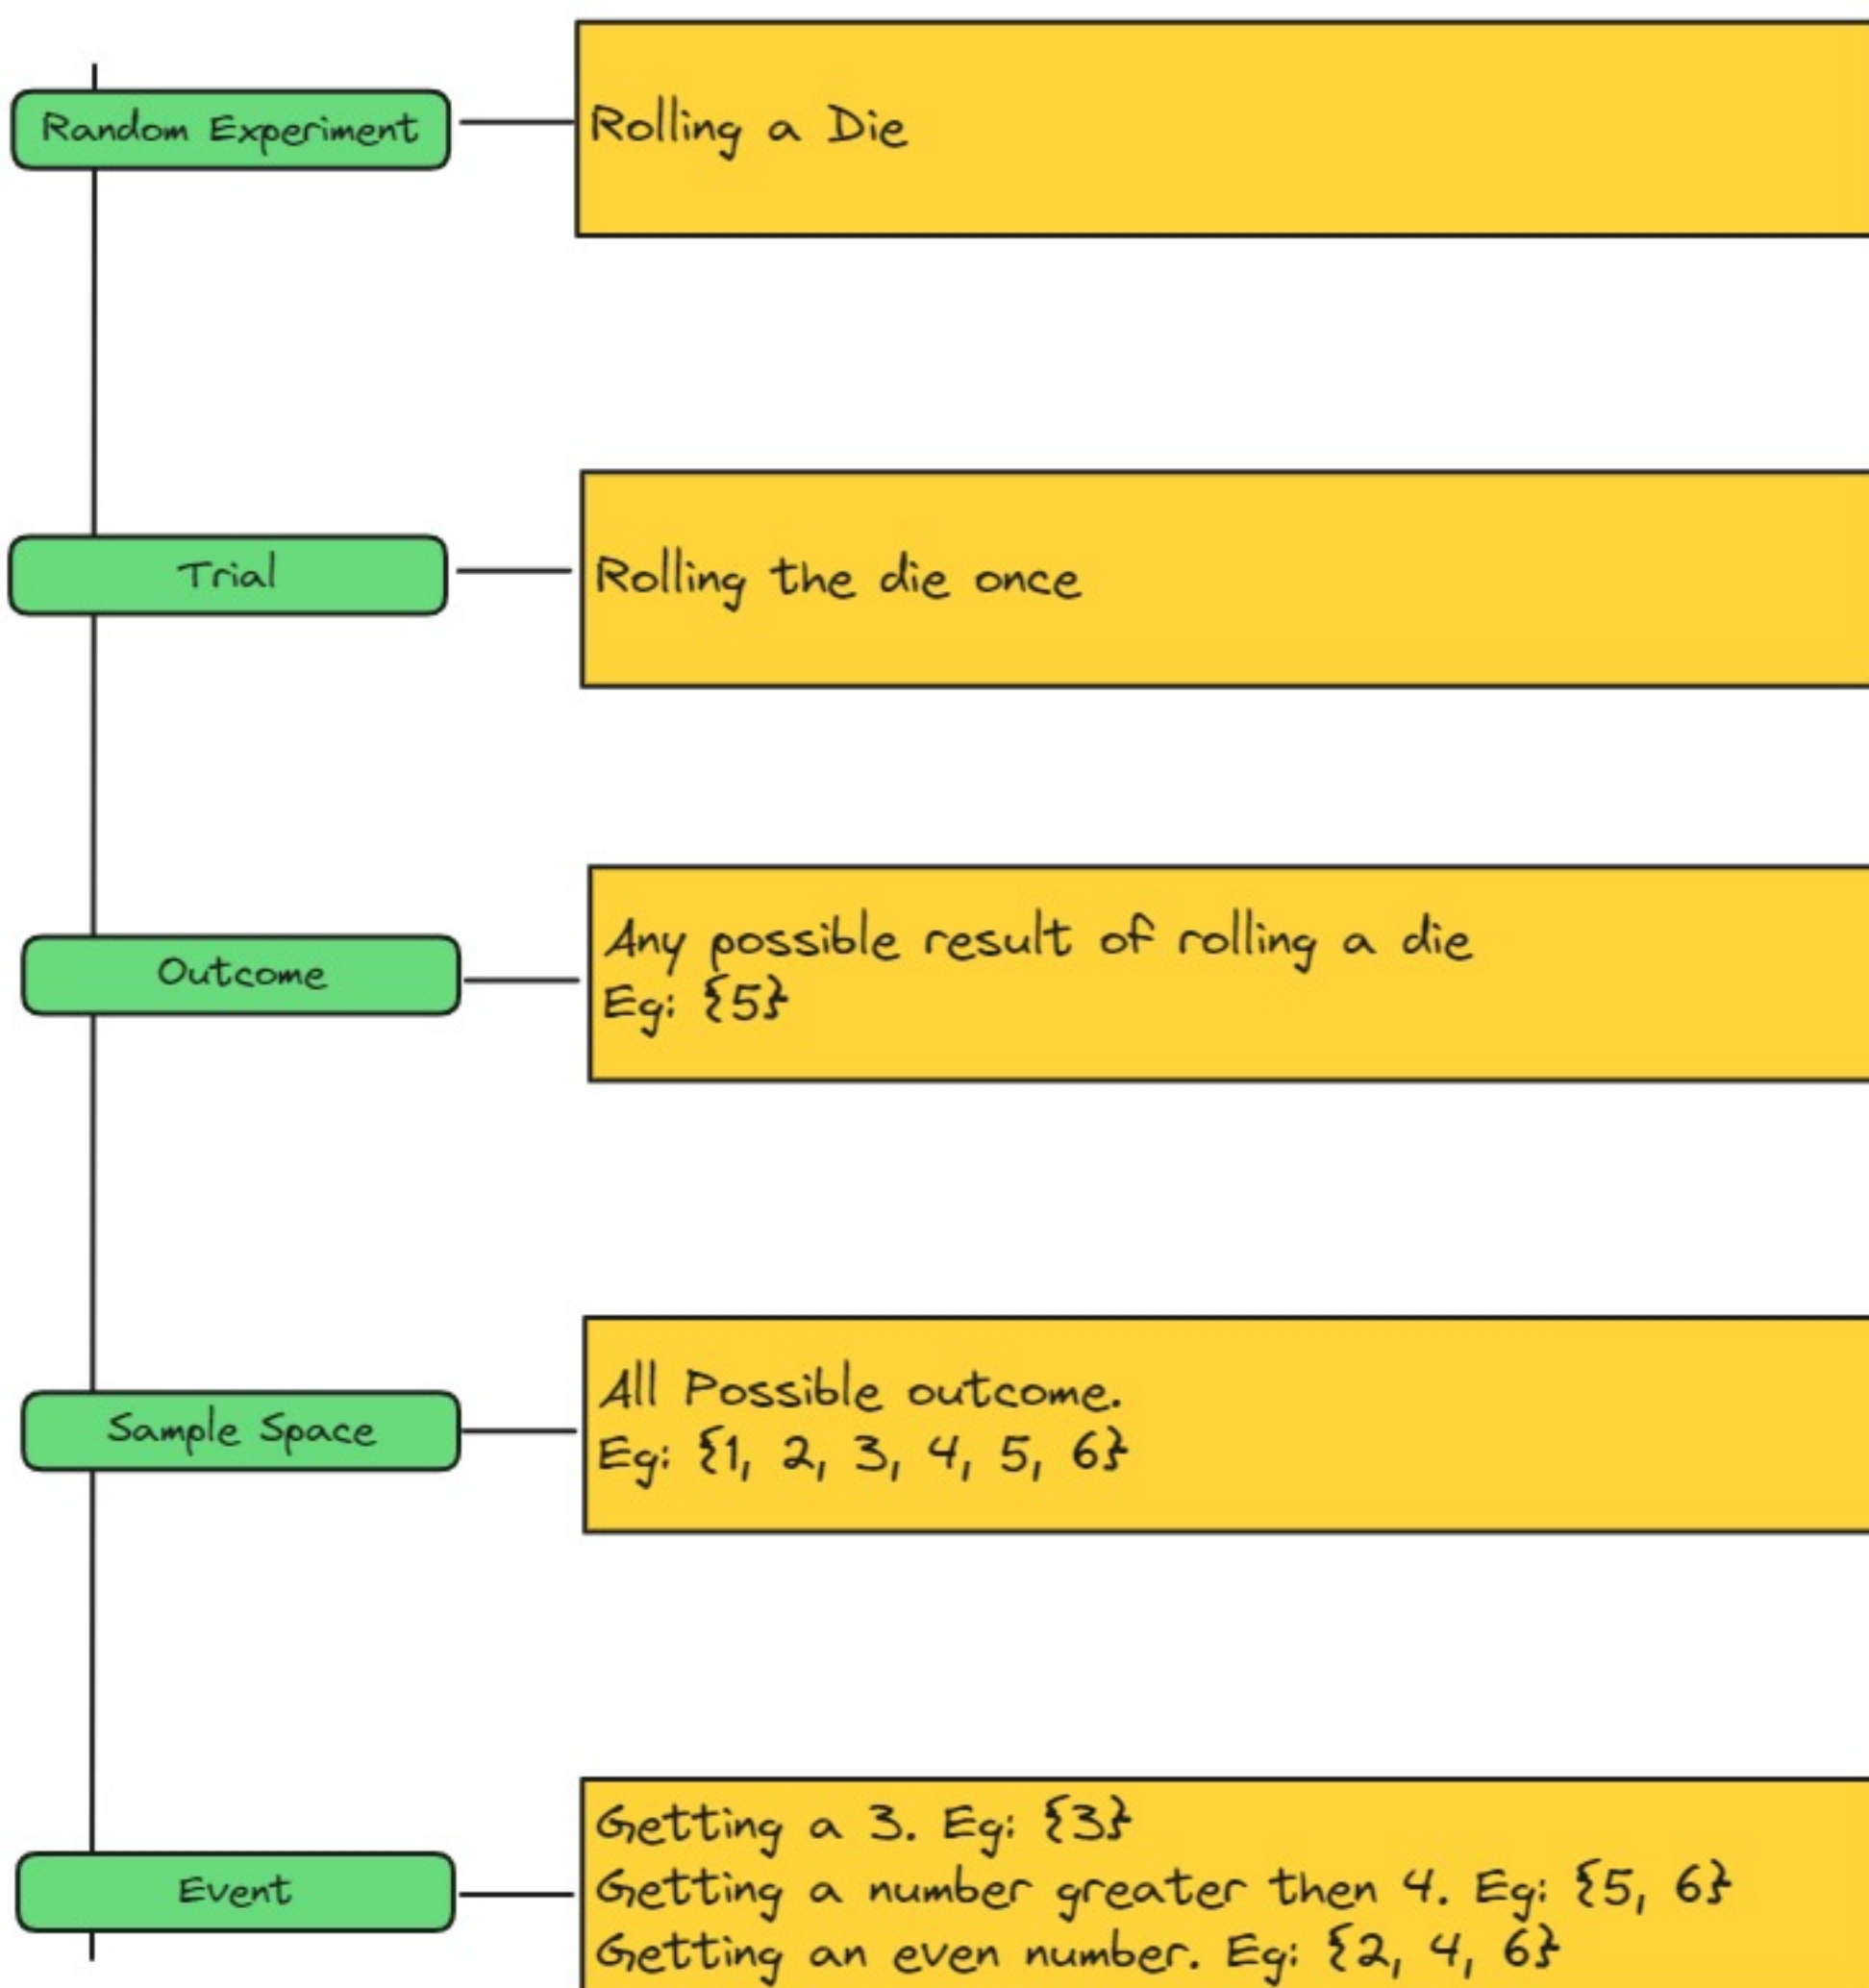 Random Experiment
Rolling a Die
Trial
Rolling the die once
Outcome
Any possible result of rolling a die
Eg: {5}
Sample Space
All Possible outcome.
Eg: {1, 2, 3, 4, 5, 6}
Event
Getting a 3. Eg: {3}
Getting a number greater then 4. Eg: {5, 6}
Getting an even number. Eg: {2, 4, 6}